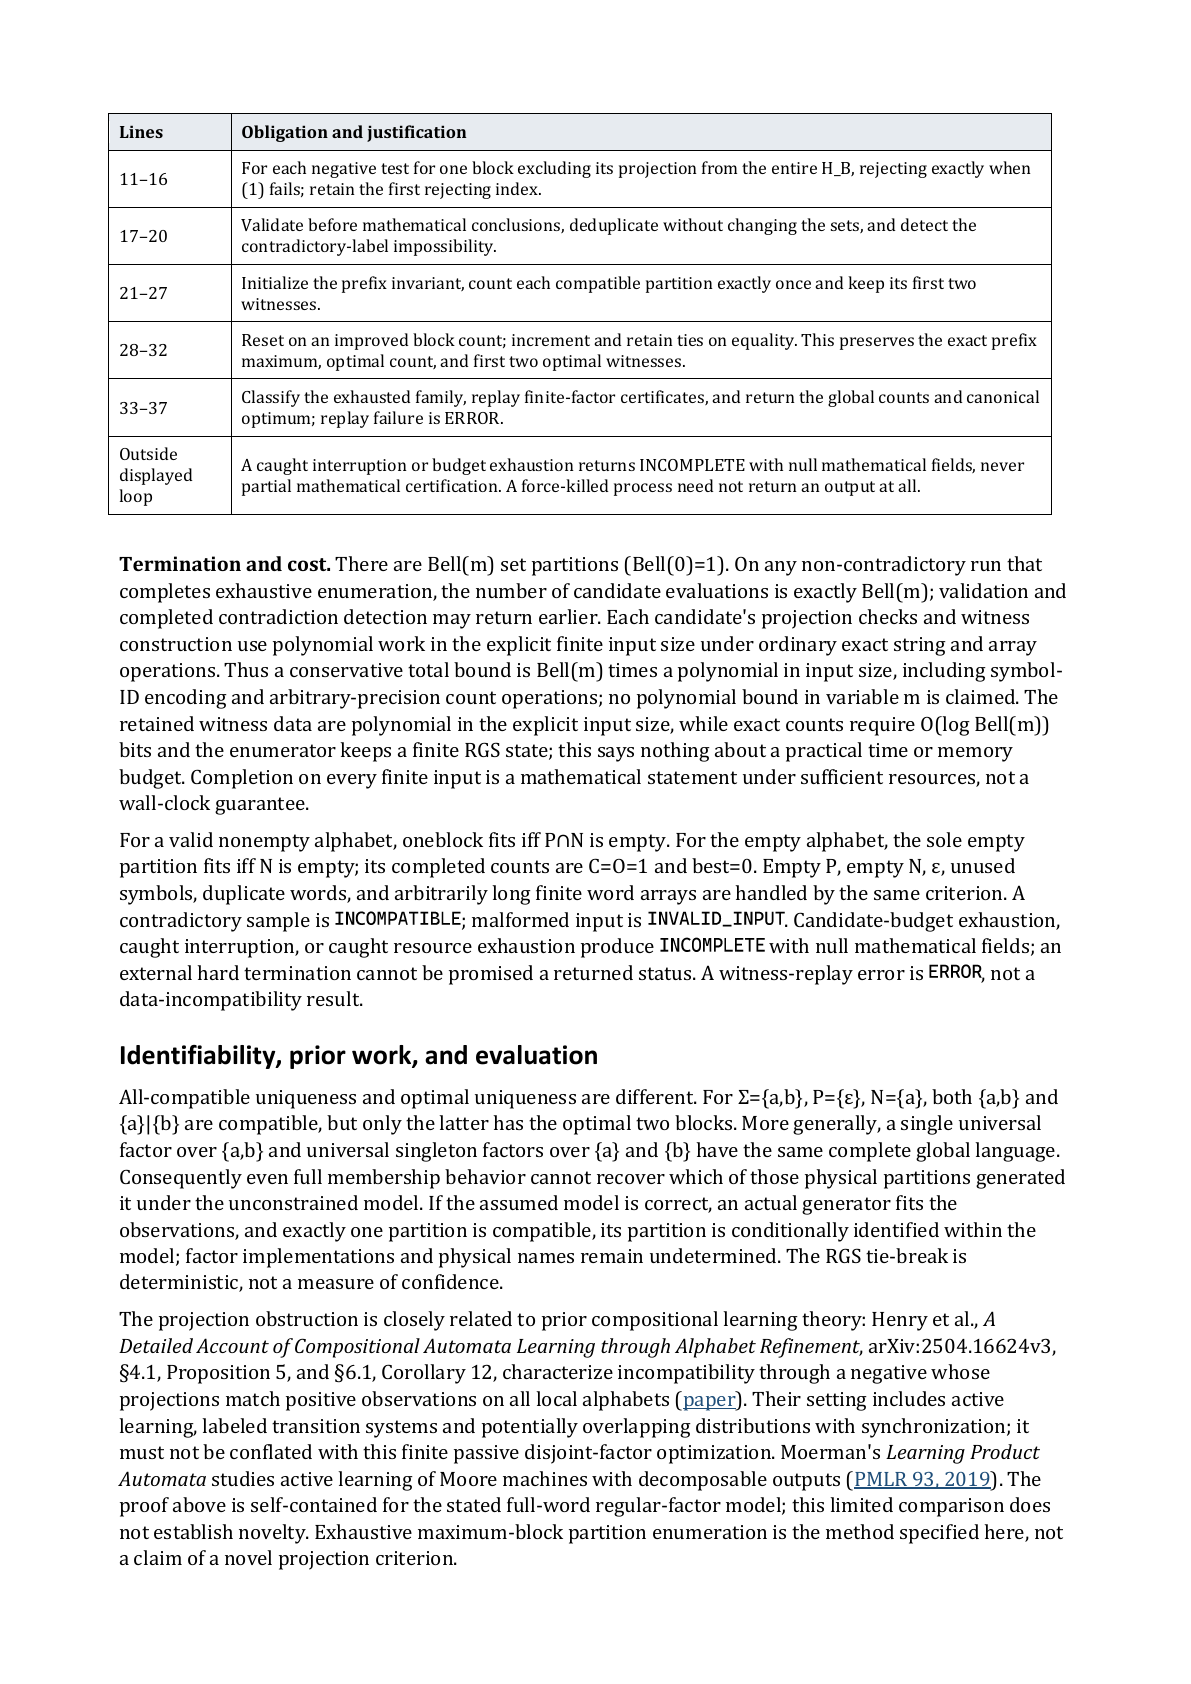 Lines
Obligation and justification
11–16
For each negative test for one block excluding its projection from the entire H_B, rejecting exactly when
(1) fails; retain the first rejecting index.
17–20
Validate before mathematical conclusions, deduplicate without changing the sets, and detect the
contradictory-label impossibility.
21–27
Initialize the prefix invariant, count each compatible partition exactly once and keep its first two
witnesses.
28–32
Reset on an improved block count; increment and retain ties on equality. This preserves the exact prefix
maximum, optimal count, and first two optimal witnesses.
33–37
Classify the exhausted family, replay finite-factor certificates, and return the global counts and canonical
optimum; replay failure is ERROR.
Outside
displayed
loop
A caught interruption or budget exhaustion returns INCOMPLETE with null mathematical fields, never
partial mathematical certification. A force-killed process need not return an output at all.
Termination and cost. There are Bell(m) set partitions (Bell(0)=1). On any non-contradictory run that
completes exhaustive enumeration, the number of candidate evaluations is exactly Bell(m); validation and
completed contradiction detection may return earlier. Each candidate's projection checks and witness
construction use polynomial work in the explicit finite input size under ordinary exact string and array
operations. Thus a conservative total bound is Bell(m) times a polynomial in input size, including symbol-
ID encoding and arbitrary-precision count operations; no polynomial bound in variable m is claimed. The
retained witness data are polynomial in the explicit input size, while exact counts require O(log Bell(m))
bits and the enumerator keeps a finite RGS state; this says nothing about a practical time or memory
budget. Completion on every finite input is a mathematical statement under sufficient resources, not a
wall-clock guarantee.
For a valid nonempty alphabet, oneblock fits iff P∩N is empty. For the empty alphabet, the sole empty
partition fits iff N is empty; its completed counts are C=O=1 and best=0. Empty P, empty N, ε, unused
symbols, duplicate words, and arbitrarily long finite word arrays are handled by the same criterion. A
contradictory sample is INCOMPATIBLE; malformed input is INVALID_INPUT. Candidate-budget exhaustion,
caught interruption, or caught resource exhaustion produce INCOMPLETE with null mathematical fields; an
external hard termination cannot be promised a returned status. A witness-replay error is ERROR, not a
data-incompatibility result.
Identifiability, prior work, and evaluation
All-compatible uniqueness and optimal uniqueness are different. For Σ={a,b}, P={ε}, N={a}, both {a,b} and
{a}|{b} are compatible, but only the latter has the optimal two blocks. More generally, a single universal
factor over {a,b} and universal singleton factors over {a} and {b} have the same complete global language.
Consequently even full membership behavior cannot recover which of those physical partitions generated
it under the unconstrained model. If the assumed model is correct, an actual generator fits the
observations, and exactly one partition is compatible, its partition is conditionally identified within the
model; factor implementations and physical names remain undetermined. The RGS tie-break is
deterministic, not a measure of confidence.
The projection obstruction is closely related to prior compositional learning theory: Henry et al., A
Detailed Account of Compositional Automata Learning through Alphabet Refinement, arXiv:2504.16624v3,
§4.1, Proposition 5, and §6.1, Corollary 12, characterize incompatibility through a negative whose
projections match positive observations on all local alphabets (paper). Their setting includes active
learning, labeled transition systems and potentially overlapping distributions with synchronization; it
must not be conflated with this finite passive disjoint-factor optimization. Moerman's Learning Product
Automata studies active learning of Moore machines with decomposable outputs (PMLR 93, 2019). The
proof above is self-contained for the stated full-word regular-factor model; this limited comparison does
not establish novelty. Exhaustive maximum-block partition enumeration is the method specified here, not
a claim of a novel projection criterion.